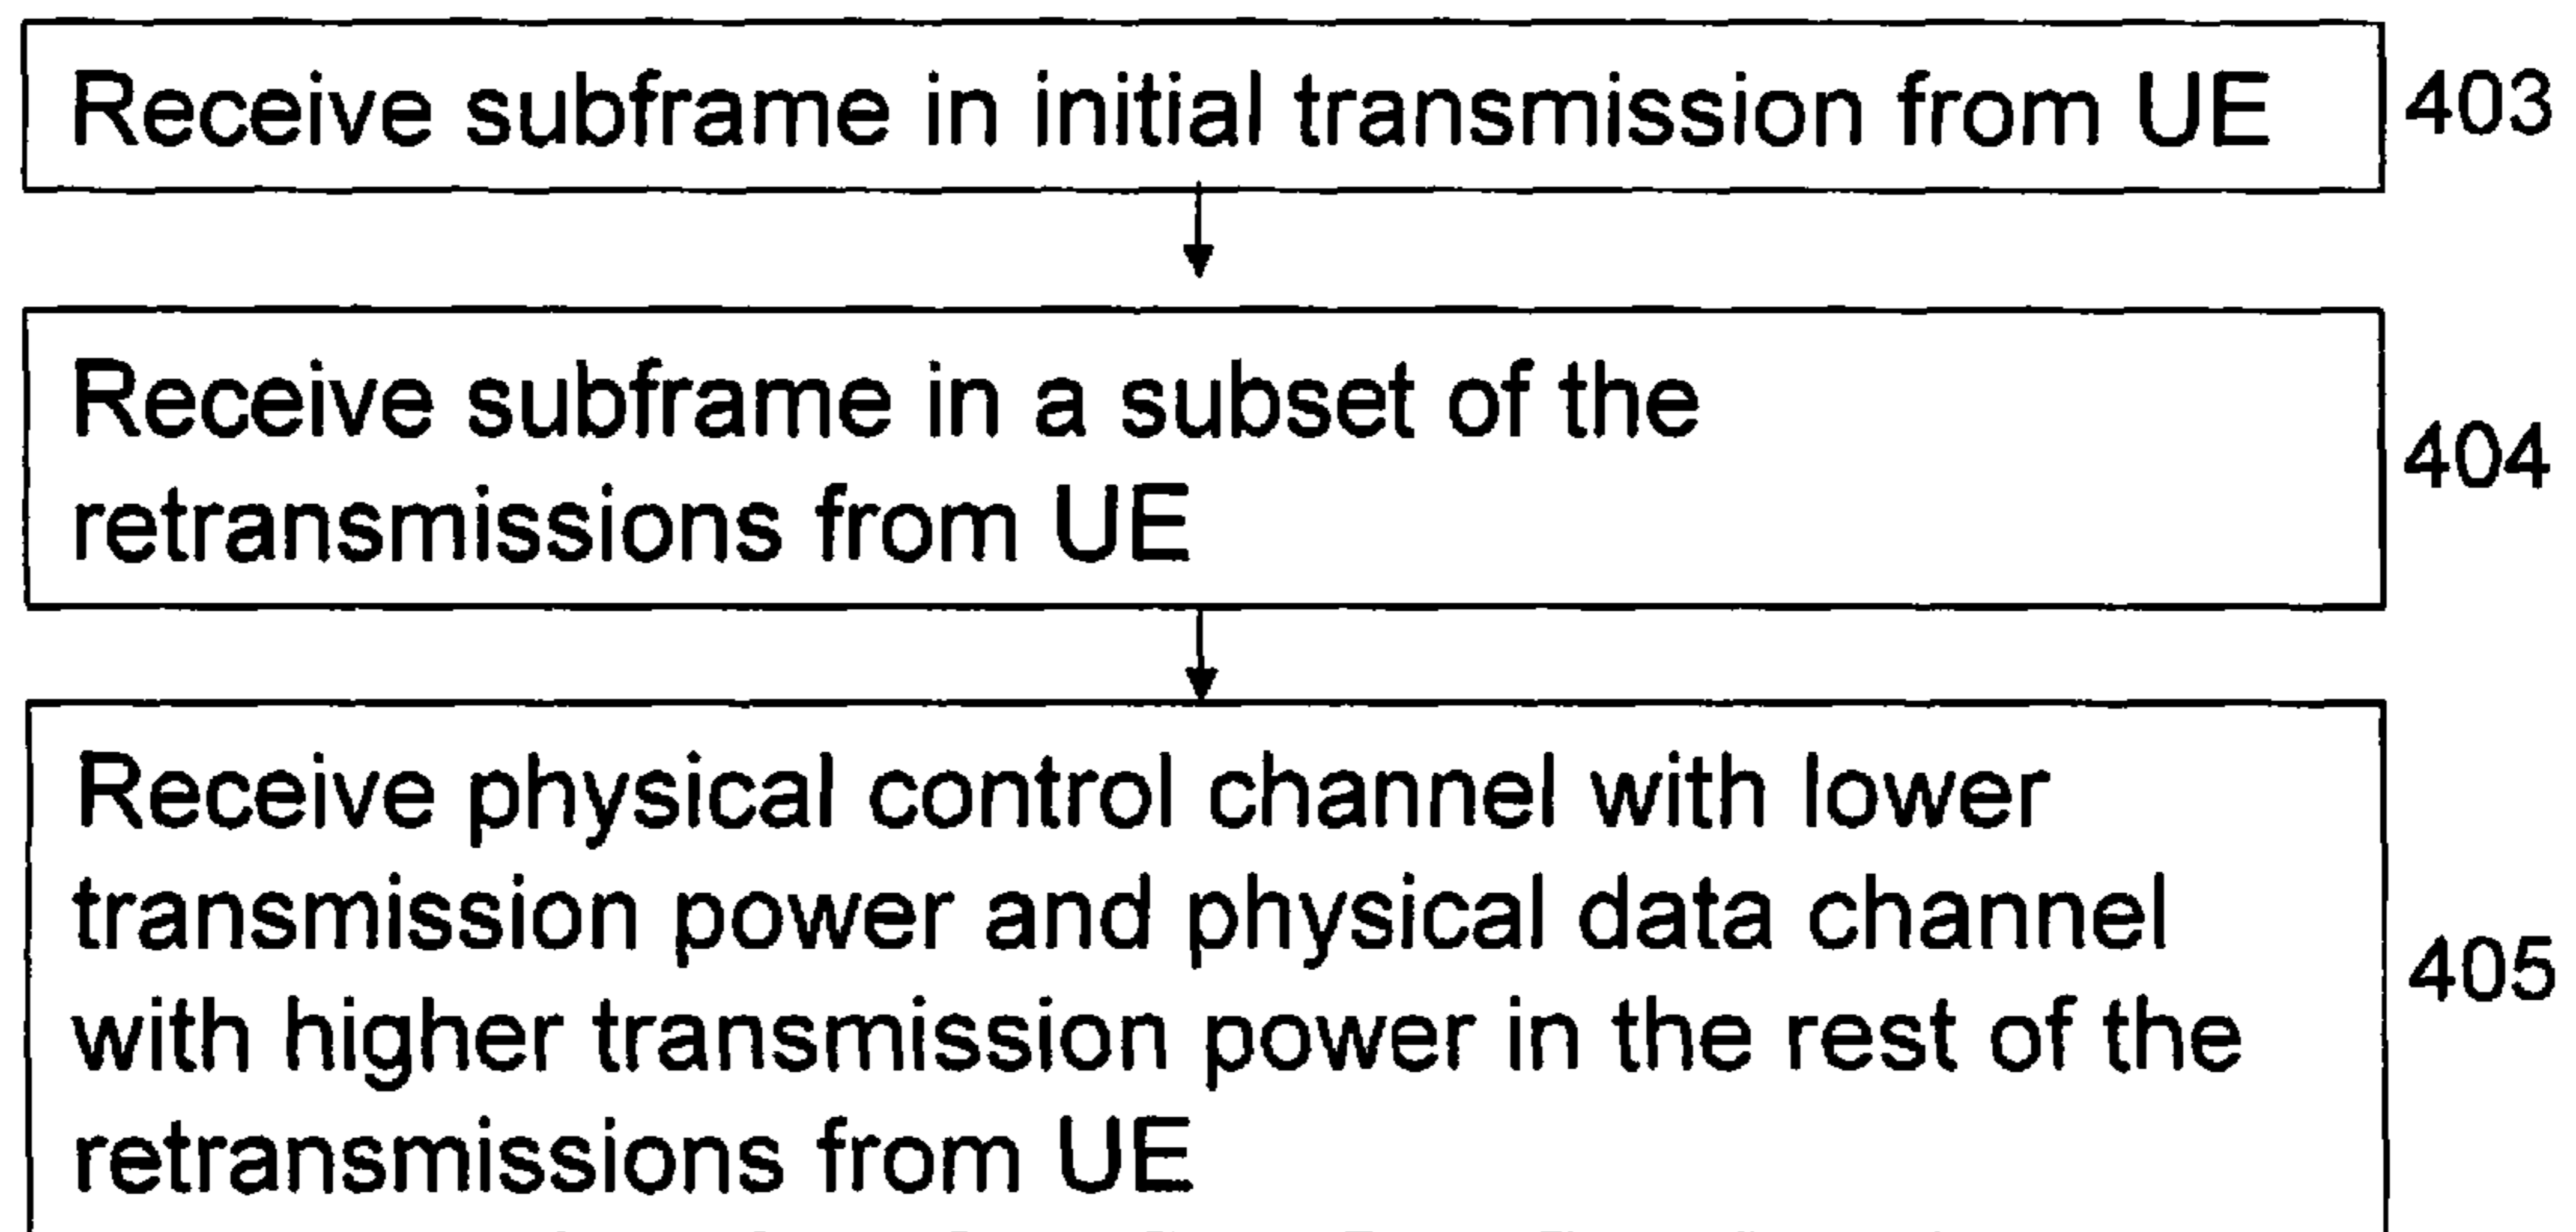 Receive subframe in initial transmission from UE
403
Receive subframe in a subset of the
retransmissions from UE
404
Receive physical control channel with lower
transmission power and physical data channel
with higher transmission power in the rest of the
retransmissions from UE
405